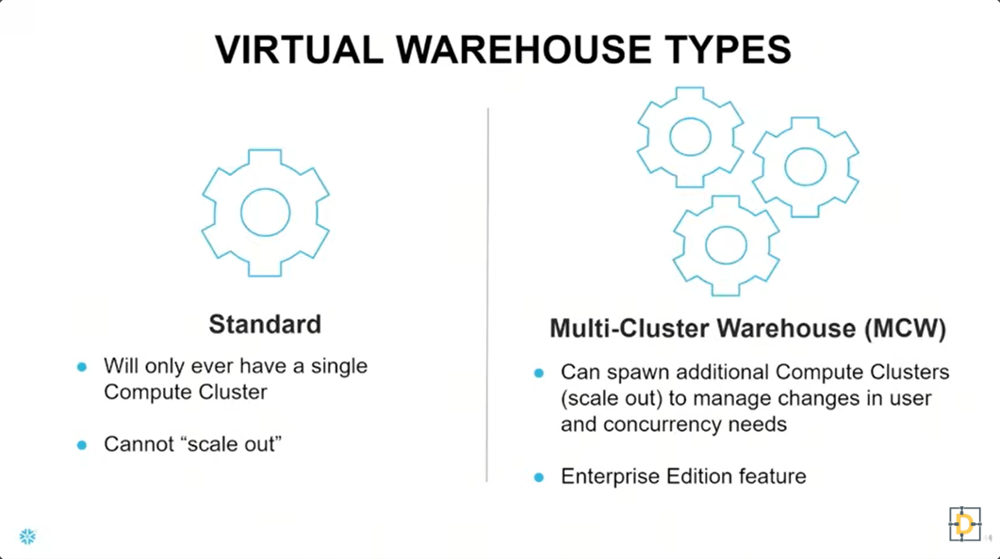 VIRTUAL WAREHOUSE TYPES
Standard
Will only ever have a single
Compute Cluster
Cannot “scale out”
Multi-Cluster Warehouse (MCW)
Can spawn additional Compute Clusters
(scale out) to manage changes in user
and concurrency needs
Enterprise Edition feature
D